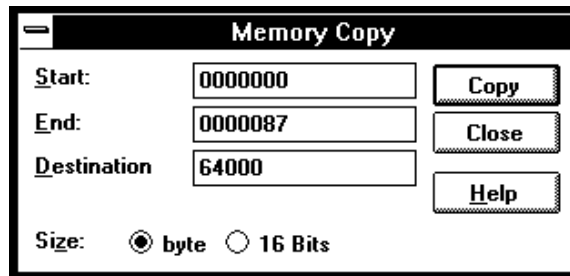 Memory Copy
Start: 0000000 Copy
End: 0000087 Close
Destination 64000
Help
Size: byte 16 Bits